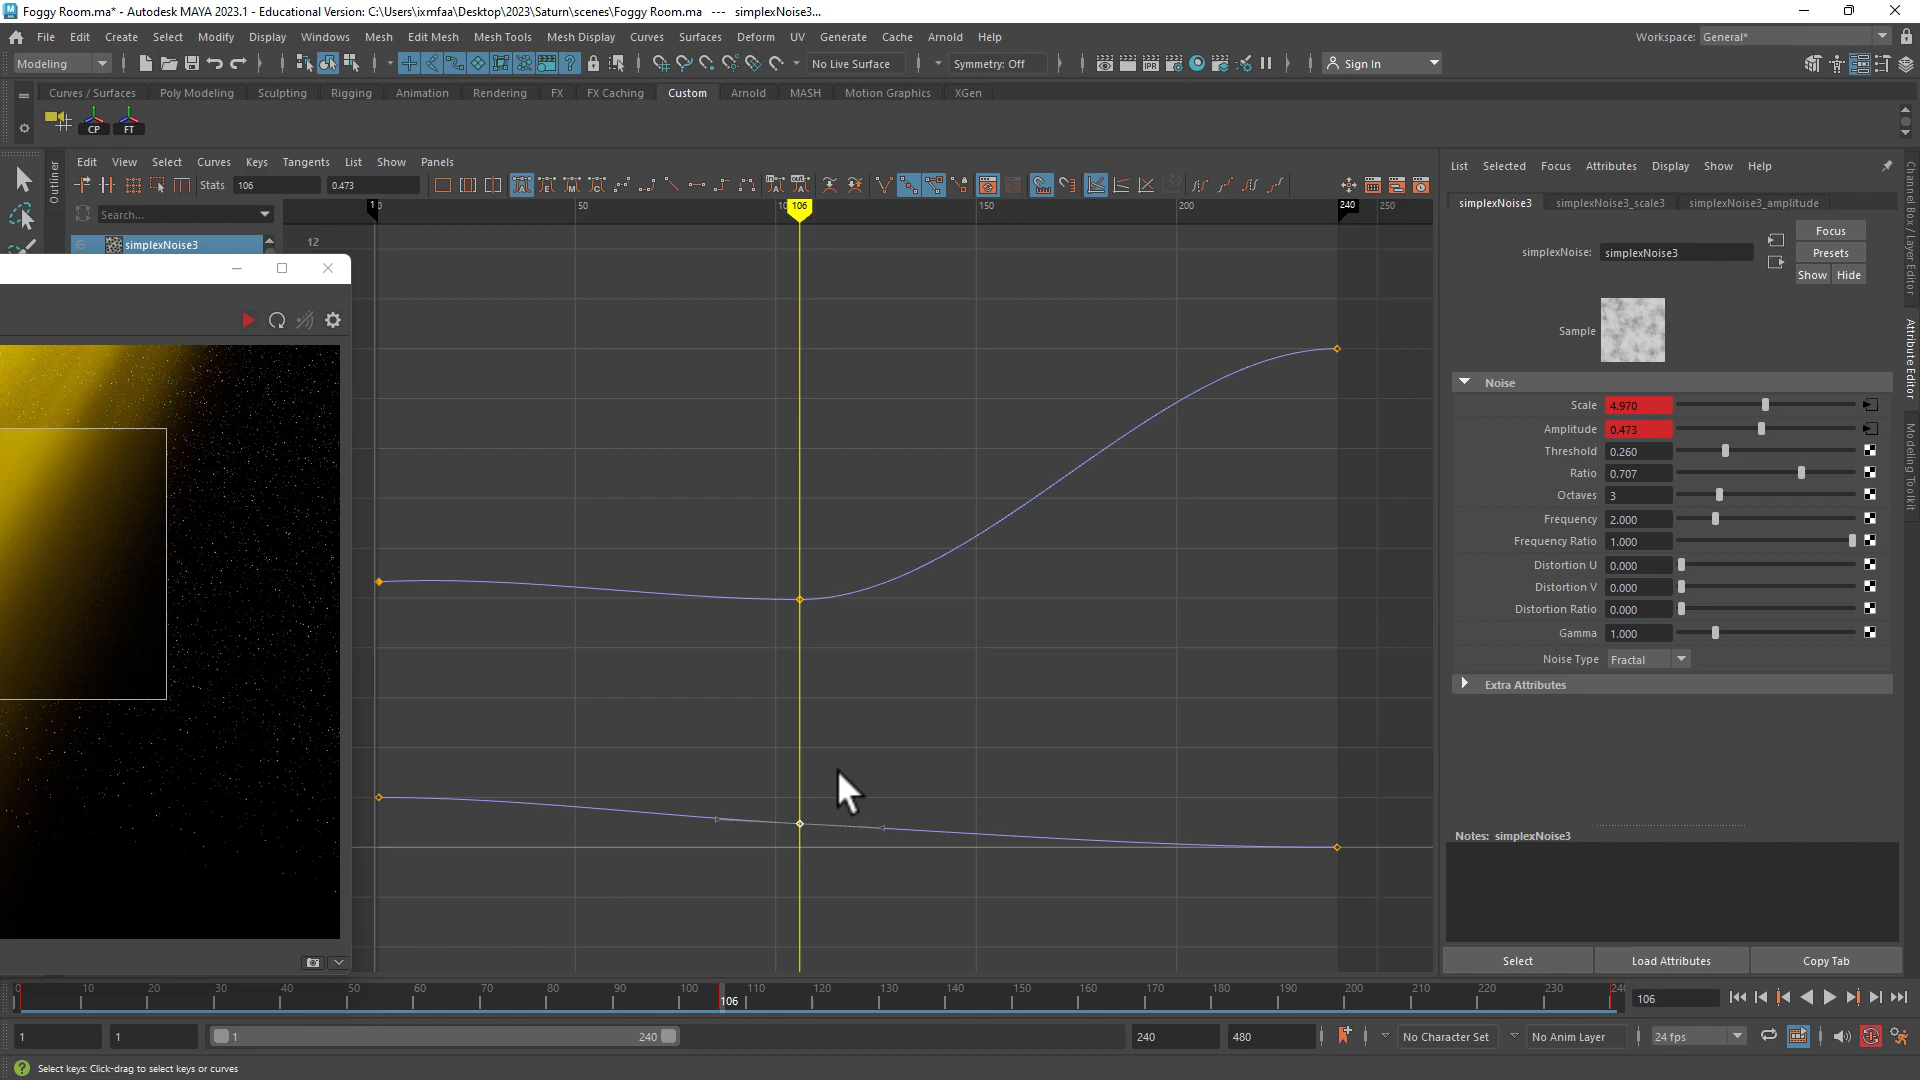 Foggy Room.ma* - Autodesk MAYA 2023.1 - Educational Version: C:\Users\ixmfaa\Desktop\2023\Saturn\scenes\Foggy Room.ma --- simplexNoise3...
File Edit Create Select Modify Display Windows Mesh Edit Mesh Mesh Tools Mesh Display Curves Surfaces Deform UV Generate Cache Arnold Help
Workspace: General*
Modeling
No Live Surface
Symmetry: Off
Sign In
Curves / Surfaces Poly Modeling Sculpting Rigging Animation Rendering FX FX Caching Custom Arnold MASH Motion Graphics XGen
CP FT
Outliner
Edit View Select Curves Keys Tangents List Show Panels
Stats 106 0.473
Search...
simplexNoise3
12
1 50 106 150 200 240 250
List Selected Focus Attributes Display Show Help
simplexNoise3 simplexNoise3_scale3 simplexNoise3_amplitude
simplexNoise: simplexNoise3
Focus
Presets
Show Hide
Sample
Noise
Scale 4.970
Amplitude 0.473
Threshold 0.260
Ratio 0.707
Octaves 3
Frequency 2.000
Frequency Ratio 1.000
Distortion U 0.000
Distortion V 0.000
Distortion Ratio 0.000
Gamma 1.000
Noise Type Fractal
Extra Attributes
Notes: simplexNoise3
Select Load Attributes Copy Tab
Channel Box / Layer Editor
Attribute Editor
Modeling Toolkit
0 10 20 30 40 50 60 70 80 90 100 110 120 130 140 150 160 170 180 190 200 210 220 230
106
106
1 1 1 240 240 480
No Character Set
No Anim Layer
24 fps
Select keys: Click-drag to select keys or curves